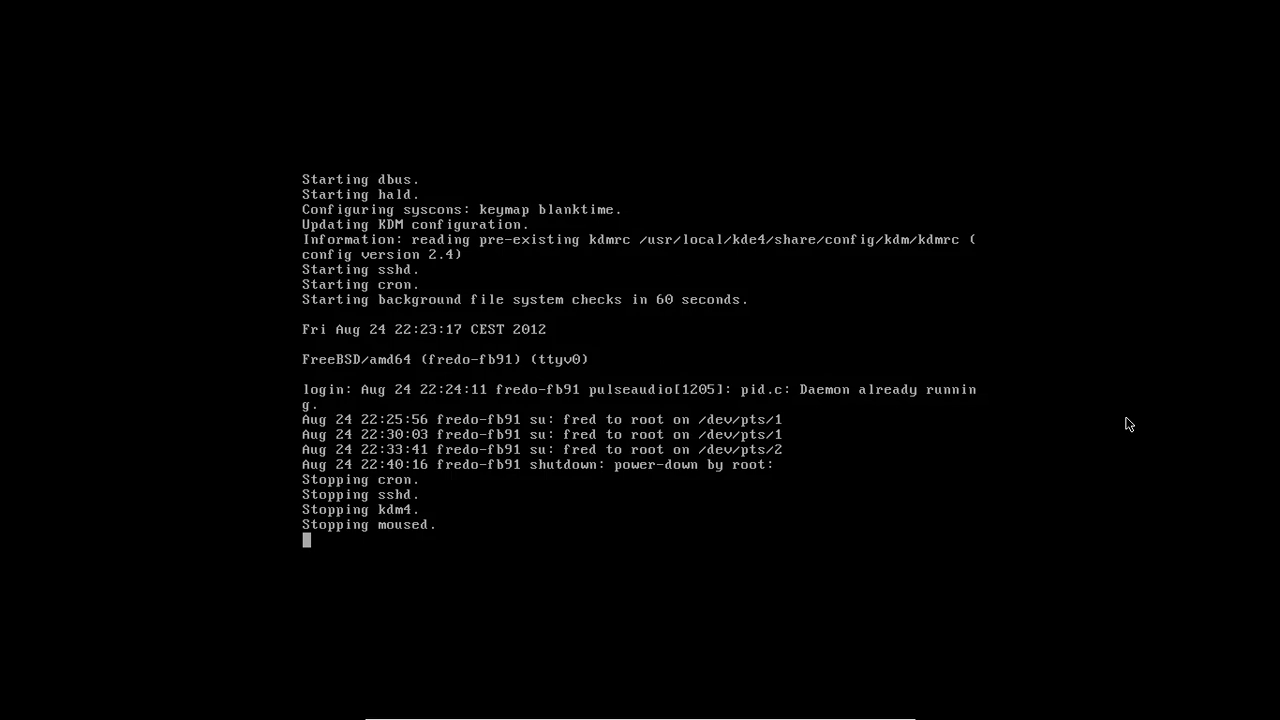 Starting dbus.
Starting hald.
Configuring syscons: keymap blanktime.
Updating KDM configuration.
Information: reading pre-existing kdmrc /usr/local/kde4/share/config/kdm/kdmrc (
config version 2.4)
Starting sshd.
Starting cron.
Starting background file system checks in 60 seconds.
Fri Aug 24 22:23:17 CEST 2012
FreeBSD/amd64 (fredo-fb91) (ttyv0)
login: Aug 24 22:24:11 fredo-fb91 pulseaudio[1205]: pid.c: Daemon already runnin
g.
Aug 24 22:25:56 fredo-fb91 su: fred to root on /dev/pts/1
Aug 24 22:30:03 fredo-fb91 su: fred to root on /dev/pts/1
Aug 24 22:33:41 fredo-fb91 su: fred to root on /dev/pts/2
Aug 24 22:40:16 fredo-fb91 shutdown: power-down by root:
Stopping cron.
Stopping sshd.
Stopping kdm4.
Stopping moused.